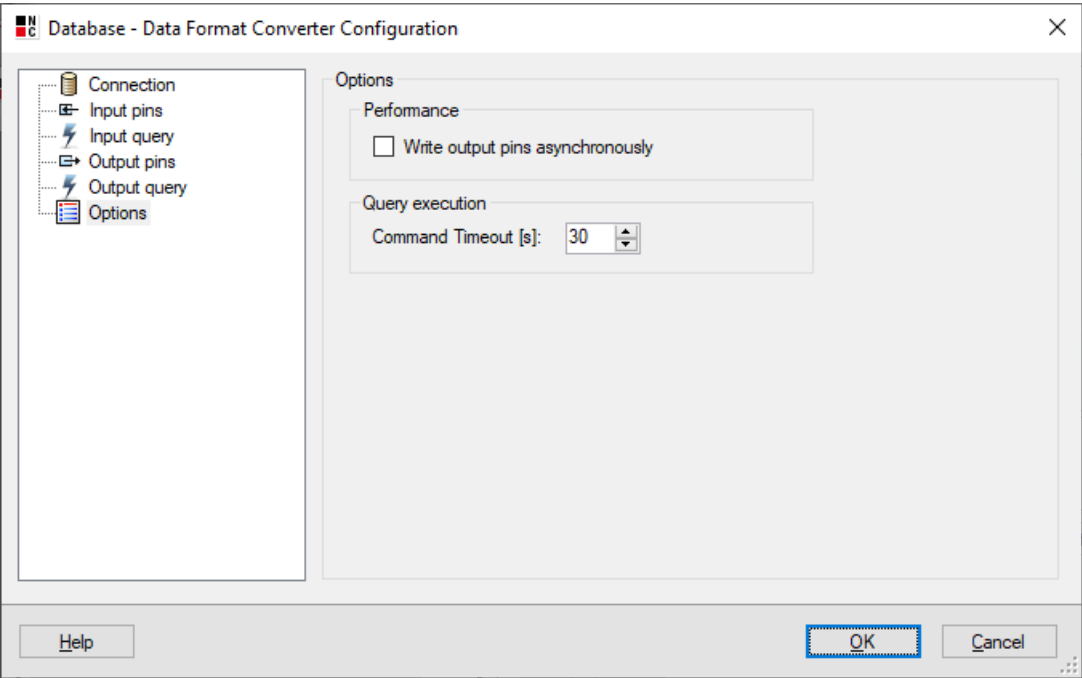 NC Database - Data Format Converter Configuration
Connection
Input pins
Input query
Output pins
Output query
Options
Options
Performance
Write output pins asynchronously
Query execution
Command Timeout [s]: 30
Help
OK
Cancel